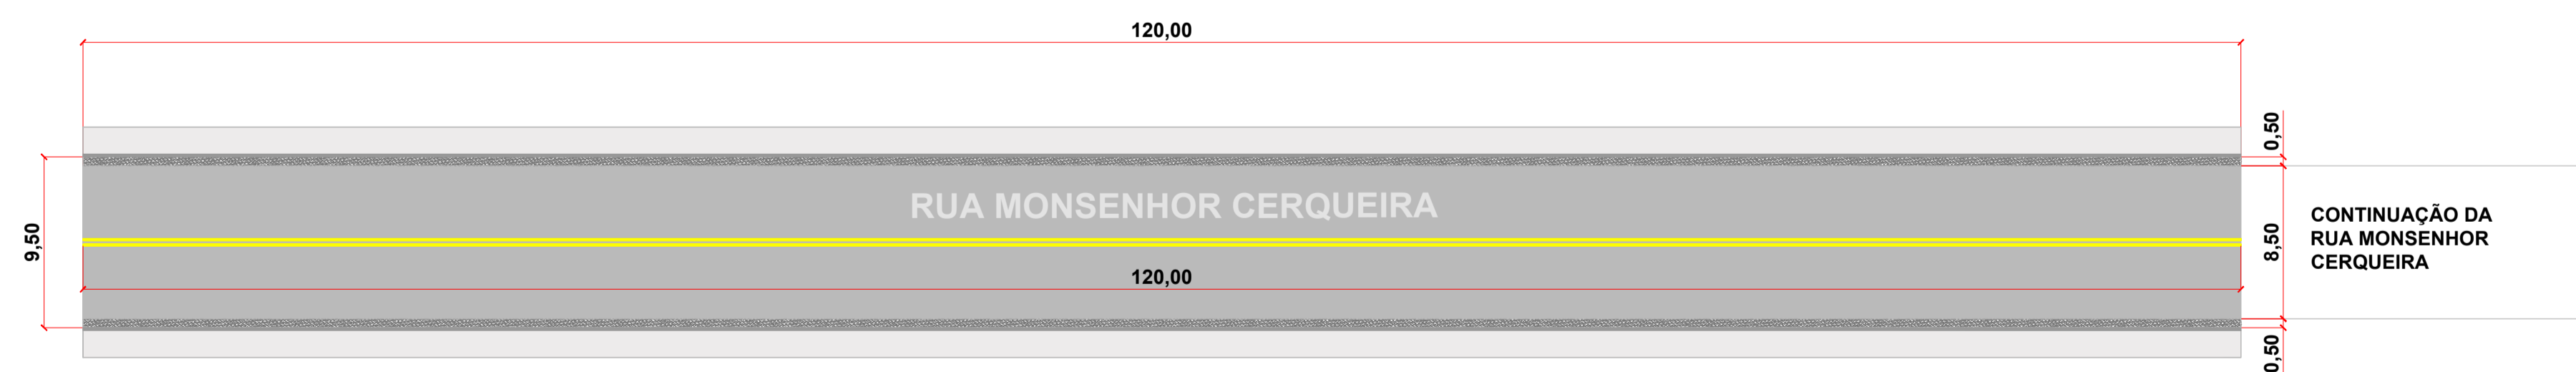 120,00
0,50
RUA MONSENHOR CERQUEIRA
9,50
8,50
CONTINUAÇÃO DA
RUA MONSENHOR
CERQUEIRA
120,00
0,50